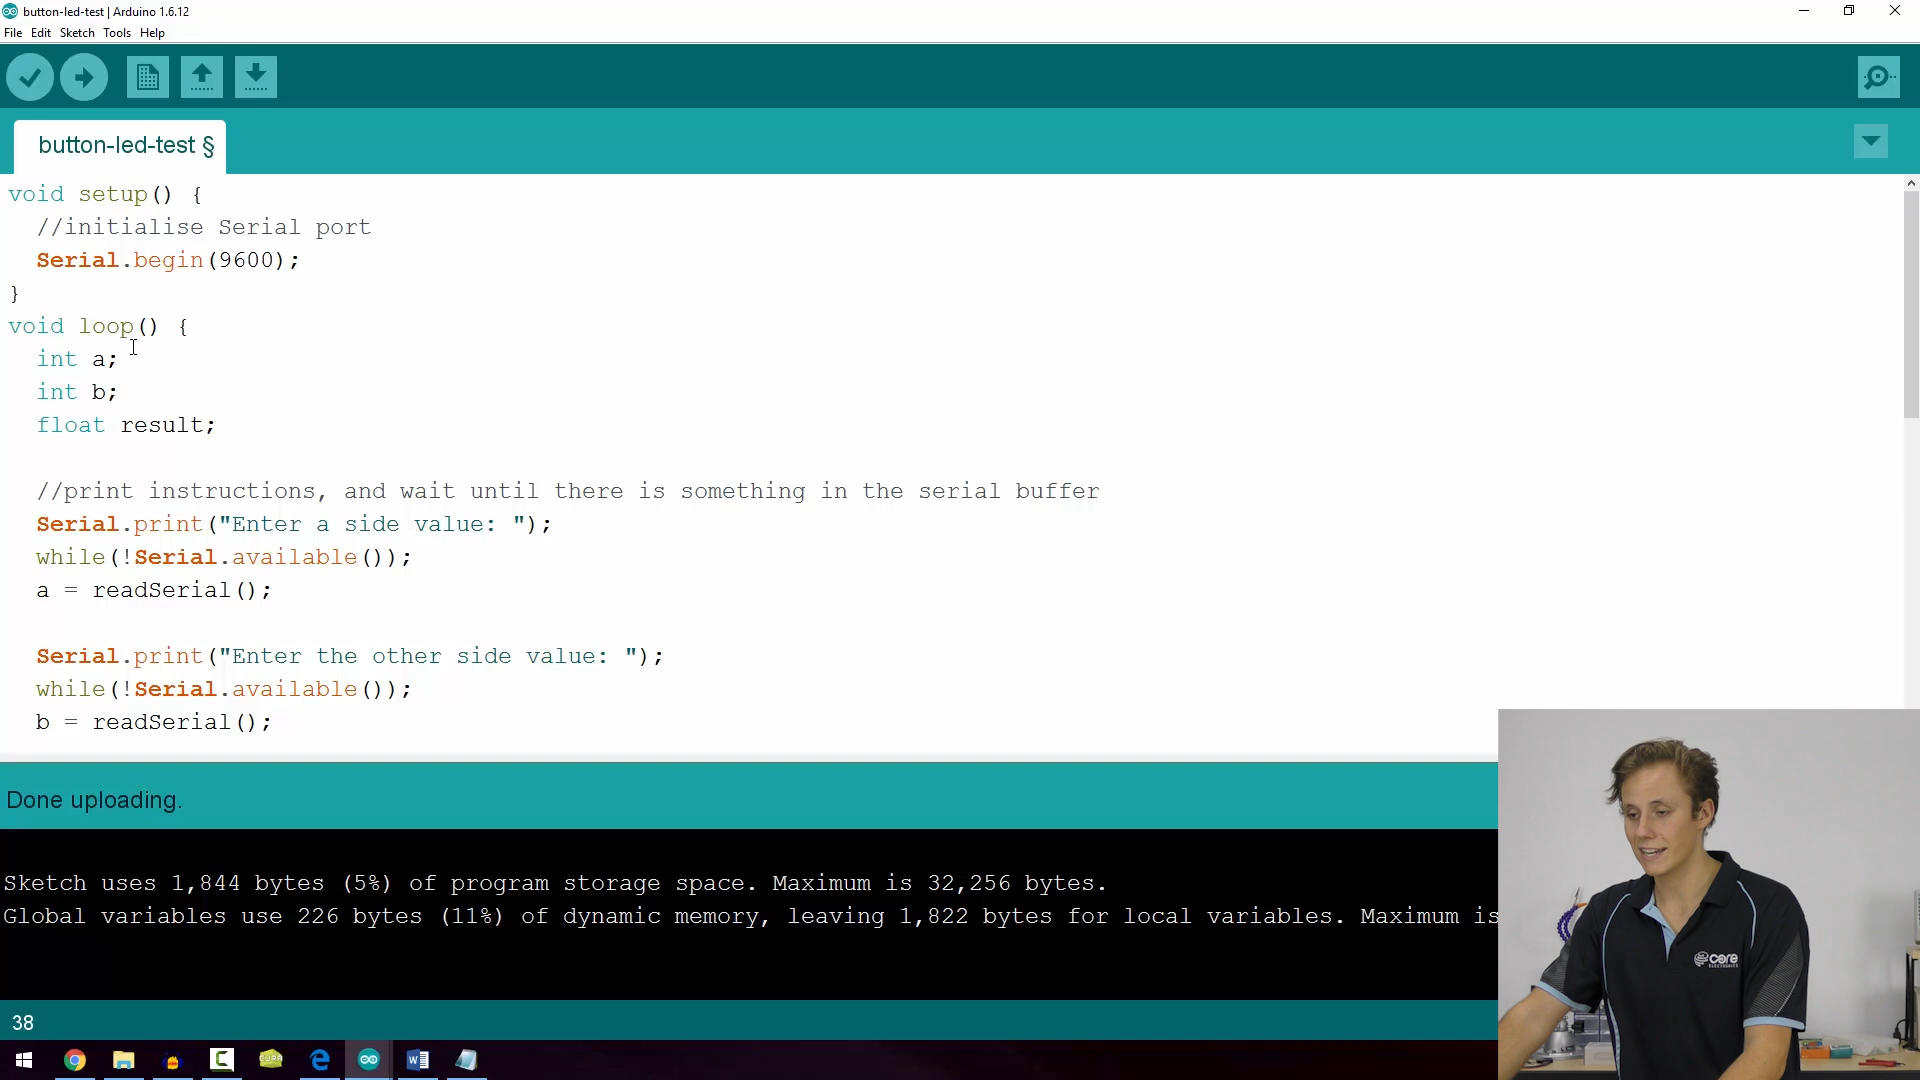 button-led-test | Arduino 1.6.12
File Edit Sketch Tools Help
button-led-test §
void setup() {
//initialise Serial port
Serial.begin(9600);
}
void loop() {
int a;
int b;
float result;
//print instructions, and wait until there is something in the serial buffer
Serial.print("Enter a side value: ");
while(!Serial.available());
a = readSerial();
Serial.print("Enter the other side value: ");
while(!Serial.available());
b = readSerial();
Done uploading.
Sketch uses 1,844 bytes (5%) of program storage space. Maximum is 32,256 bytes.
Global variables use 226 bytes (11%) of dynamic memory, leaving 1,822 bytes for local variables. Maximum is
core
ELECTRONICS
38
CURA